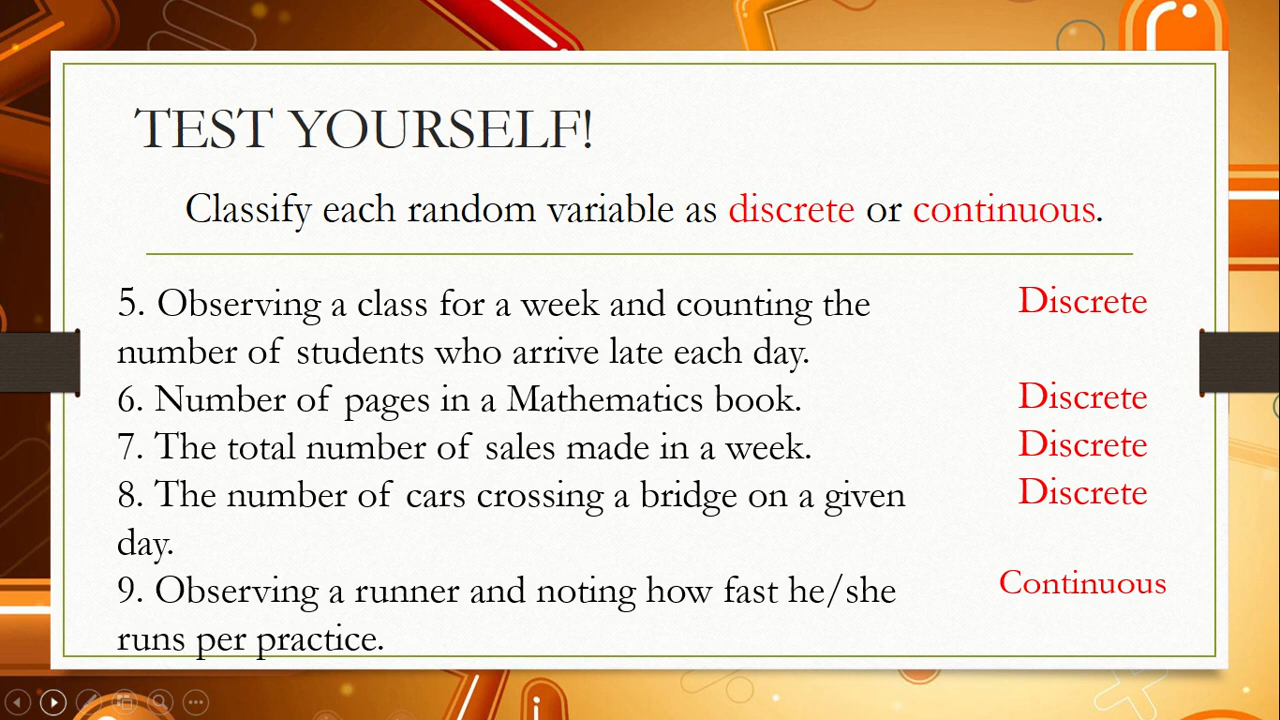 TEST YOURSELF!
Classify each random variable as discrete or continuous.
5. Observing a class for a week and counting the
number of students who arrive late each day.
Discrete
6. Number of pages in a Mathematics book.
Discrete
7. The total number of sales made in a week.
Discrete
8. The number of cars crossing a bridge on a given
day.
Discrete
9. Observing a runner and noting how fast he/she
runs per practice.
Continuous